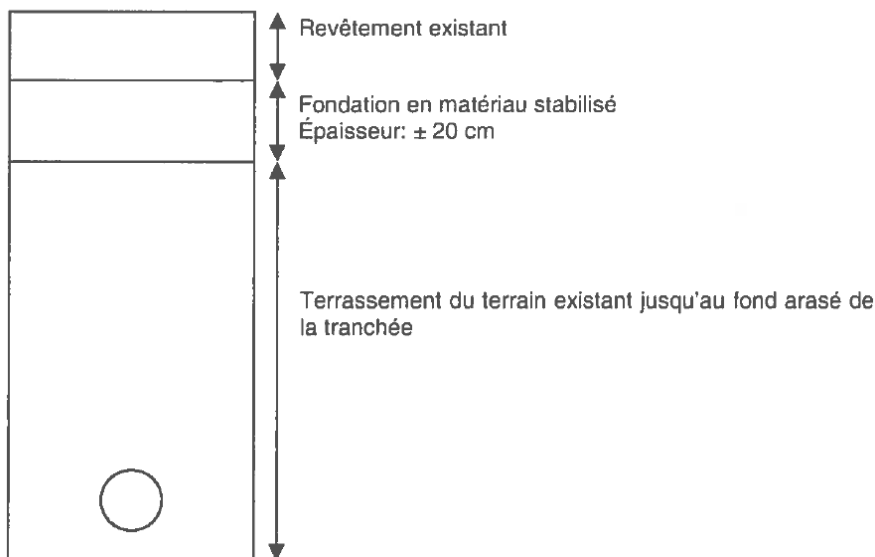 Revêtement existant
Fondation en matériau stabilisé
Épaisseur: ± 20 cm
Terrassement du terrain existant jusqu'au fond arasé de
la tranchée